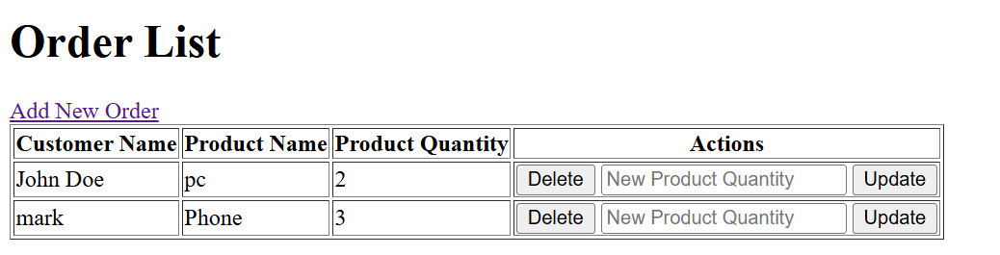 Order List
Add New Order
Customer Name Product Name Product Quantity Actions
John Doe pc 2 Delete New Product Quantity Update
mark Phone 3 Delete New Product Quantity Update